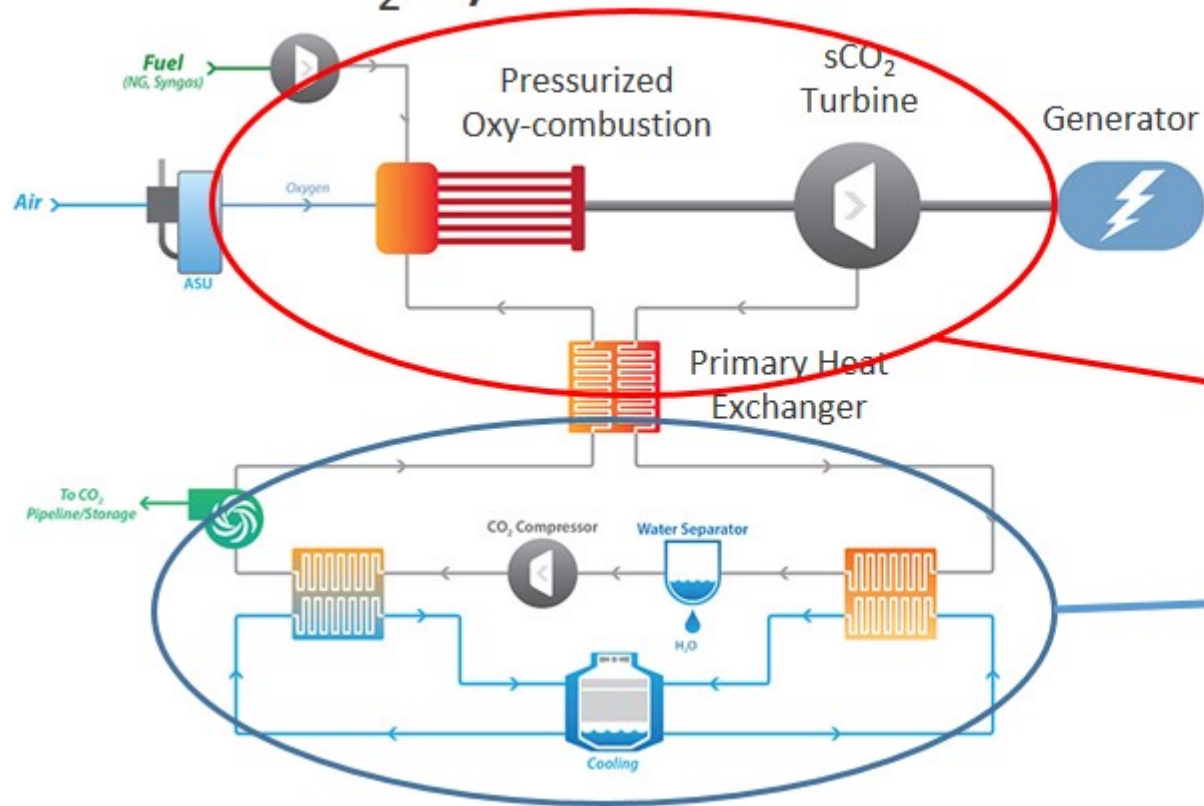 Fuel
(NG, Syngas)
Pressurized
Oxy-combustion
sCO₂
Turbine
Generator
Air
Oxygen
ASU
Primary Heat
Exchanger
To CO₂
Pipeline/Storage
CO₂ Compressor
Water Separator
H₂O
Cooling